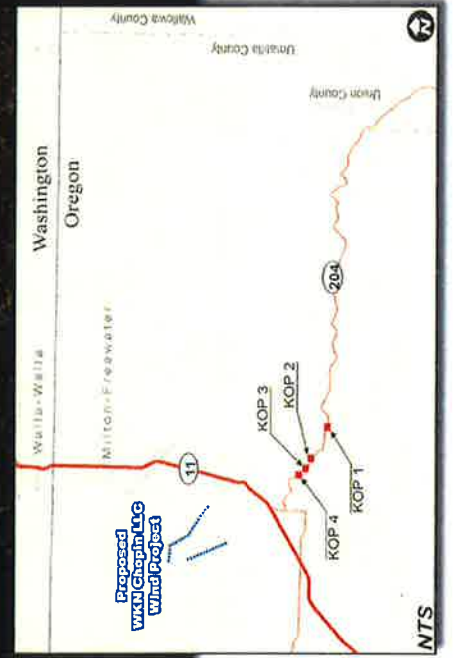 Walla-Walla
Washington
Wallowa County
Oregon
Milton-Freewater
Umatilla County
11
Proposed
WKN Chopin LLC
Wind Project
KOP 3
KOP 2
204
Union County
KOP 4
KOP 1
NTS
N